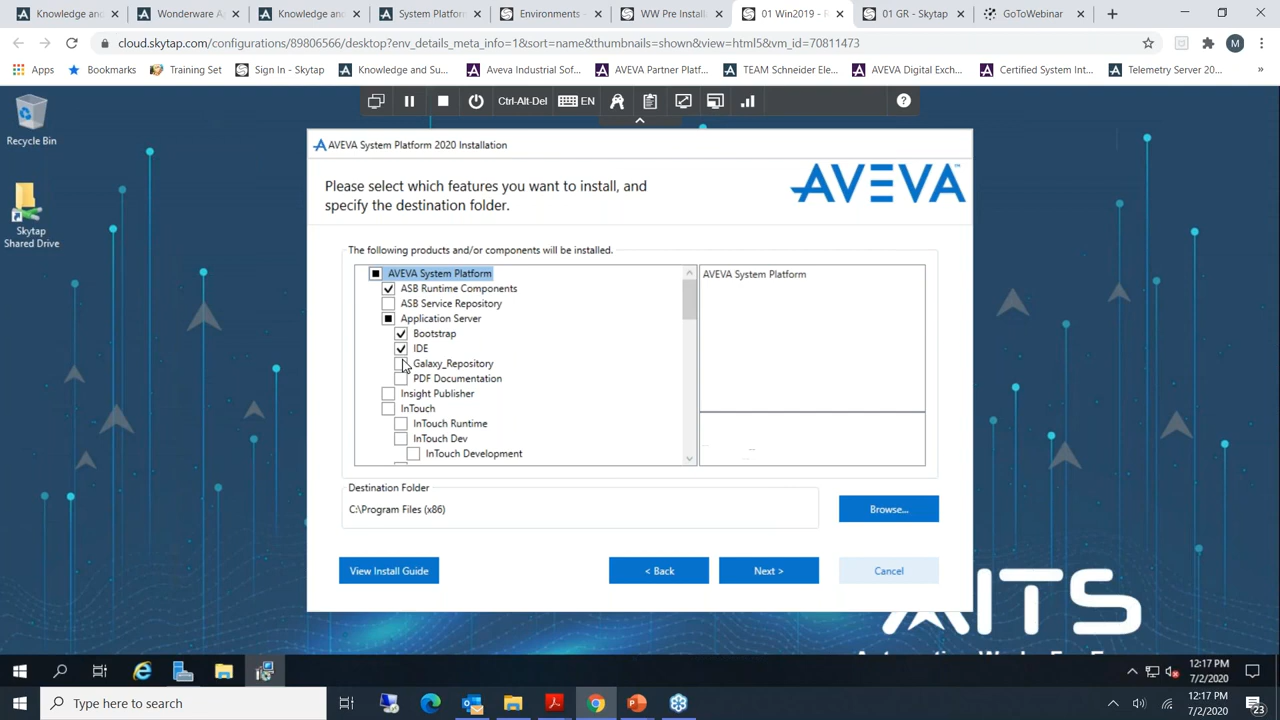 Knowledge and
Wonderware Ap
Knowledge and
System Platform
Environments -
WW Pre Install
01 Win2019 - R
01 GR - Skytap
GoToWebinar
cloud.skytap.com/configurations/89806566/desktop?env_details_meta_info=1&sort=name&thumbnails=shown&view=html5&vm_id=70811473
M
Apps
Bookmarks
Training Set
Sign In - Skytap
Knowledge and Su...
Aveva Industrial Sof...
AVEVA Partner Platf...
TEAM Schneider Ele...
AVEVA Digital Exch...
Certified System Int...
Telemetry Server 20...
Ctrl-Alt-Del
EN
Recycle Bin
Skytap
Shared Drive
AVEVA System Platform 2020 Installation
Please select which features you want to install, and
specify the destination folder.
AVEVA
The following products and/or components will be installed.
AVEVA System Platform
ASB Runtime Components
ASB Service Repository
Application Server
Bootstrap
IDE
Galaxy_Repository
PDF Documentation
Insight Publisher
InTouch
InTouch Runtime
InTouch Dev
InTouch Development
AVEVA System Platform
Destination Folder
C:\Program Files (x86)
Browse...
View Install Guide
< Back
Next >
Cancel
ITS
12:17 PM
7/2/2020
Type here to search
12:17 PM
7/2/2020
23